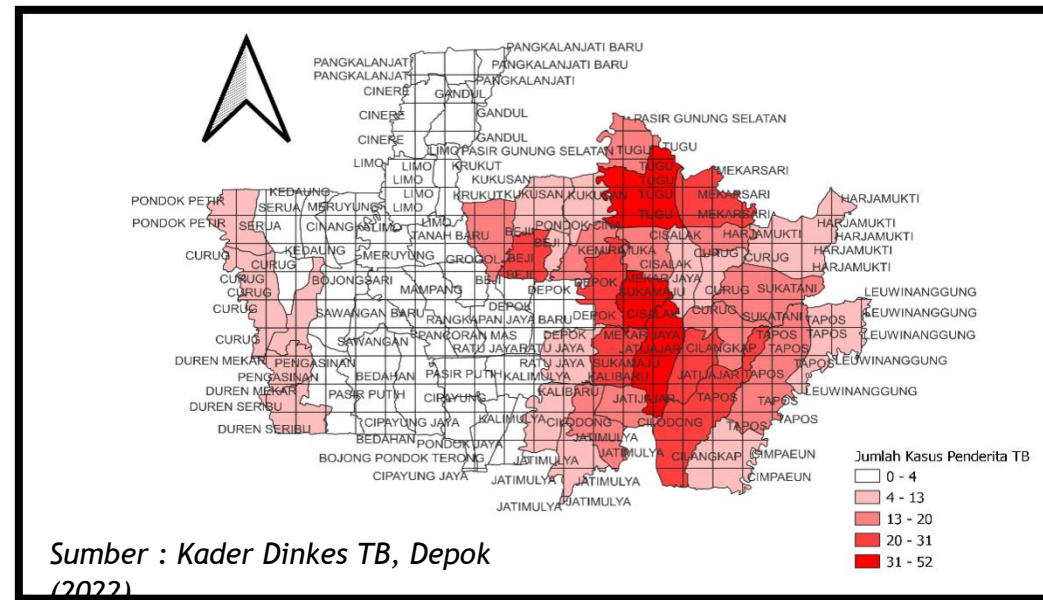 PANGKALANJATI BARU
PANGKALANJATI PANGKALANJATI BARU
PANGKALANJATI PANGKALANJATI
CINERE GANDUL
CINERE GANDUL PASIR GUNUNG SELATAN
CINERE GANDUL
LIMO PASIR GUNUNG SELATAN TUGU TUGU
LIMO LIMO KRUKUT TUGU MEKARSARI
LIMO KUKUSAN TUGU
KEDAUNG LIMO KRUKUT KUKUSAN KUKUSAN TUGU MEKARSARI HARJAMUKTI
PONDOK PETIR SERUA MERUYUNG LIMO TUGU MEKARSARI HARJAMUKTI
PONDOK PETIR SERUA CINANGKA LIMO LIMO BEJI PONDOK CINA CISALAK HARJAMUKTI HARJAMUKTI
TANAH BARU BEJI
CURUG KEDAUNG MERUYUNG GROGOL BEJI KEMIRI MUKA CISALAK CURUG CURUG HARJAMUKTI
CURUG
CURUG BOJONGSARI BEJI BEJI DEPOK MEKAR JAYA
CURUG MAMPANG DEPOK SUKAMAJU CURUG SUKATANI LEUWINANGGUNG
CURUG SAWANGAN BARU DEPOK DEPOK CISALAK CURUG SUKATANI TAPOS LEUWINANGGUNG
RANGKAPAN JAYA BARU
CURUG SAWANGAN PANCORAN MAS DEPOK MEKAR JAYA TAPOS TAPOS LEUWINANGGUNG
RATU JAYA RATU JAYA JATIJAJAR CILANGKAP TAPOS
DUREN MEKAR PENGASINAN RATU JAYA SUKAMAJU TAPOS LEUWINANGGUNG
PENGASINAN BEDAHAN PASIR PUTIH KALIMULYA KALIBARU JATIJAJAR TAPOS
DUREN MEKAR PASIR PUTIH CIPAYUNG KALIBARU JATIJAJAR TAPOS TAPOS LEUWINANGGUNG
DUREN SERIBU
DUREN SERIBU CIPAYUNG JAYA KALIMULYA CILODONG CILODONG TAPOS TAPOS
BEDAHAN PONDOK JAYA JATIMULYA
BOJONG PONDOK TERONG JATIMULYA JATIMULYA CILANGKAP CIMPAEUN
CIPAYUNG JAYA JATIMULYA JATIMULYA CIMPAEUN
JATIMULYA JATIMULYA
Jumlah Kasus Penderita TB
0 - 4
4 - 13
13 - 20
20 - 31
31 - 52
Sumber : Kader Dinkes TB, Depok
(2022)